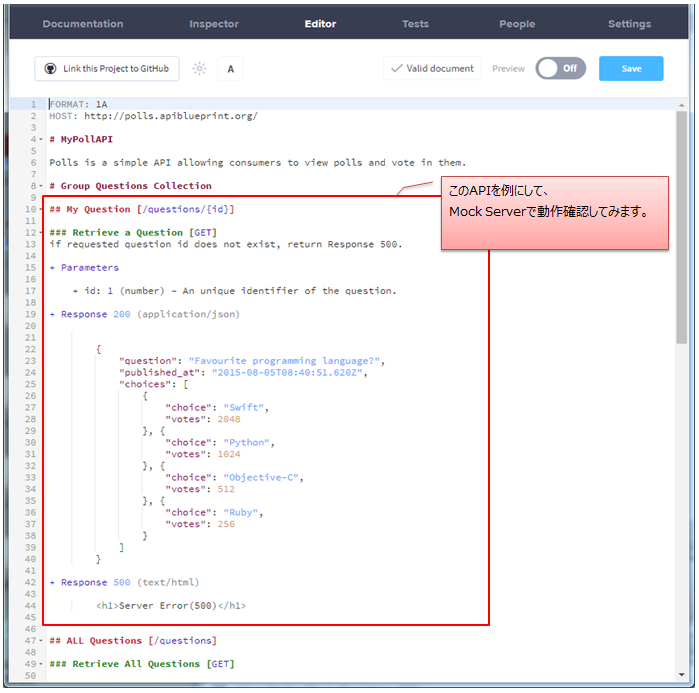 Documentation Inspector Editor Tests People Settings
Link this Project to GitHub A Valid document Preview Off Save
1 FORMAT: 1A
2 HOST: http://polls.apiblueprint.org/
3
4 # MyPollAPI
5
6 Polls is a simple API allowing consumers to view polls and vote in them.
7
8 # Group Questions Collection
9
10 ## My Question [/questions/{id}]
11
12 ### Retrieve a Question [GET]
13 if requested question id does not exist, return Response 500.
14
15 + Parameters
16
17 + id: 1 (number) - An unique identifier of the question.
18
19 + Response 200 (application/json)
20
21
22 {
23 "question": "Favourite programming language?",
24 "published_at": "2015-08-05T08:40:51.620Z",
25 "choices": [
26 {
27 "choice": "Swift",
28 "votes": 2048
29 }, {
30 "choice": "Python",
31 "votes": 1024
32 }, {
33 "choice": "Objective-C",
34 "votes": 512
35 }, {
36 "choice": "Ruby",
37 "votes": 256
38 }
39 ]
40 }
41
42 + Response 500 (text/html)
43
44 <h1>Server Error(500)</h1>
45
46
47 ## ALL Questions [/questions]
48
49 ### Retrieve All Questions [GET]
50
このAPIを例にして、
Mock Serverで動作確認してみます。